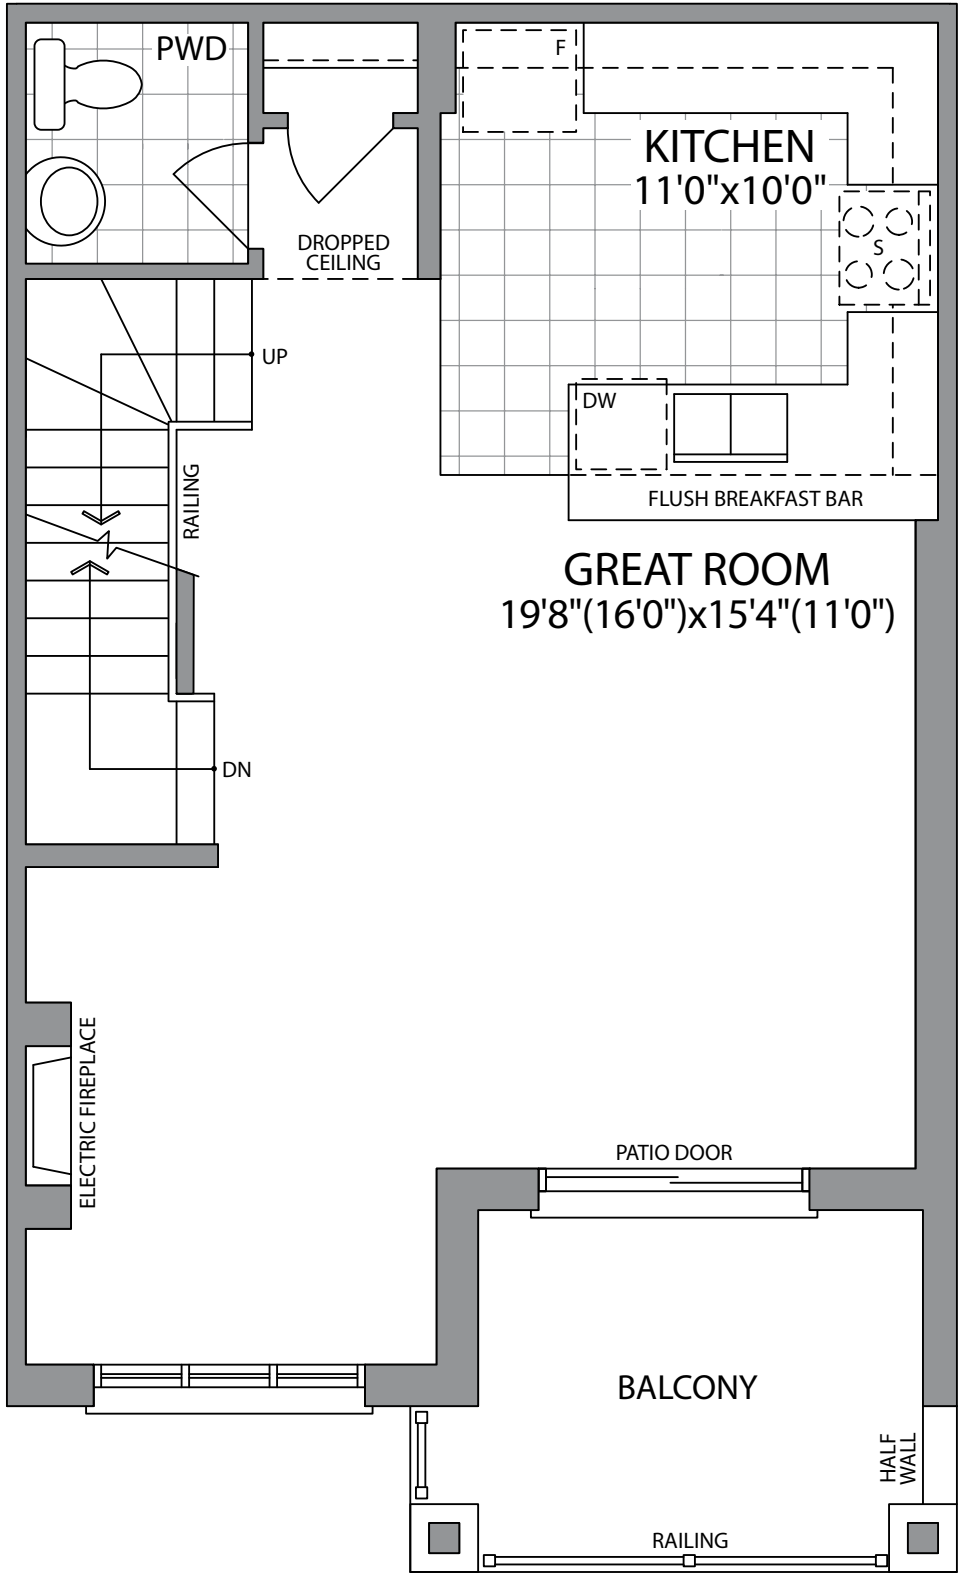 PWD
F
KITCHEN
11'0"x10'0"
DROPPED
CEILING
S
UP
DW
RAILING
FLUSH BREAKFAST BAR
GREAT ROOM
19'8"(16'0")x15'4"(11'0")
DN
ELECTRIC FIREPLACE
PATIO DOOR
BALCONY
HALF
WALL
RAILING